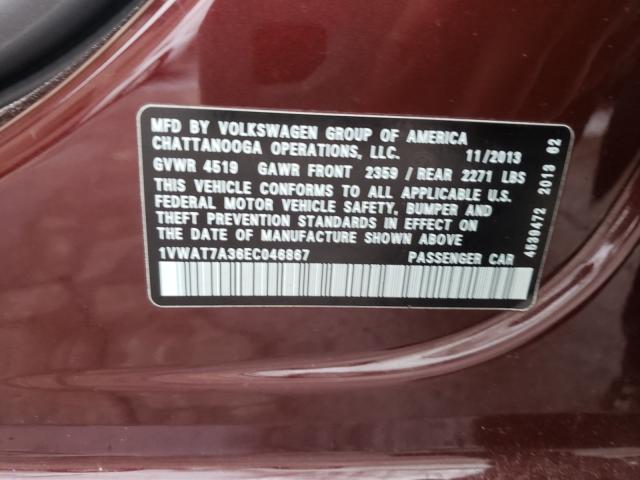 MFD BY VOLKSWAGEN GROUP OF AMERICA
CHATTANOOGA OPERATIONS, LLC. 11/2013
GVWR 4519 GAWR FRONT 2359 / REAR 2271 LBS
THIS VEHICLE CONFORMS TO ALL APPLICABLE U.S.
FEDERAL MOTOR VEHICLE SAFETY, BUMPER AND
THEFT PREVENTION STANDARDS IN EFFECT ON
THE DATE OF MANUFACTURE SHOWN ABOVE
1VWAT7A36EC046867 PASSENGER CAR
4530472 2013 62